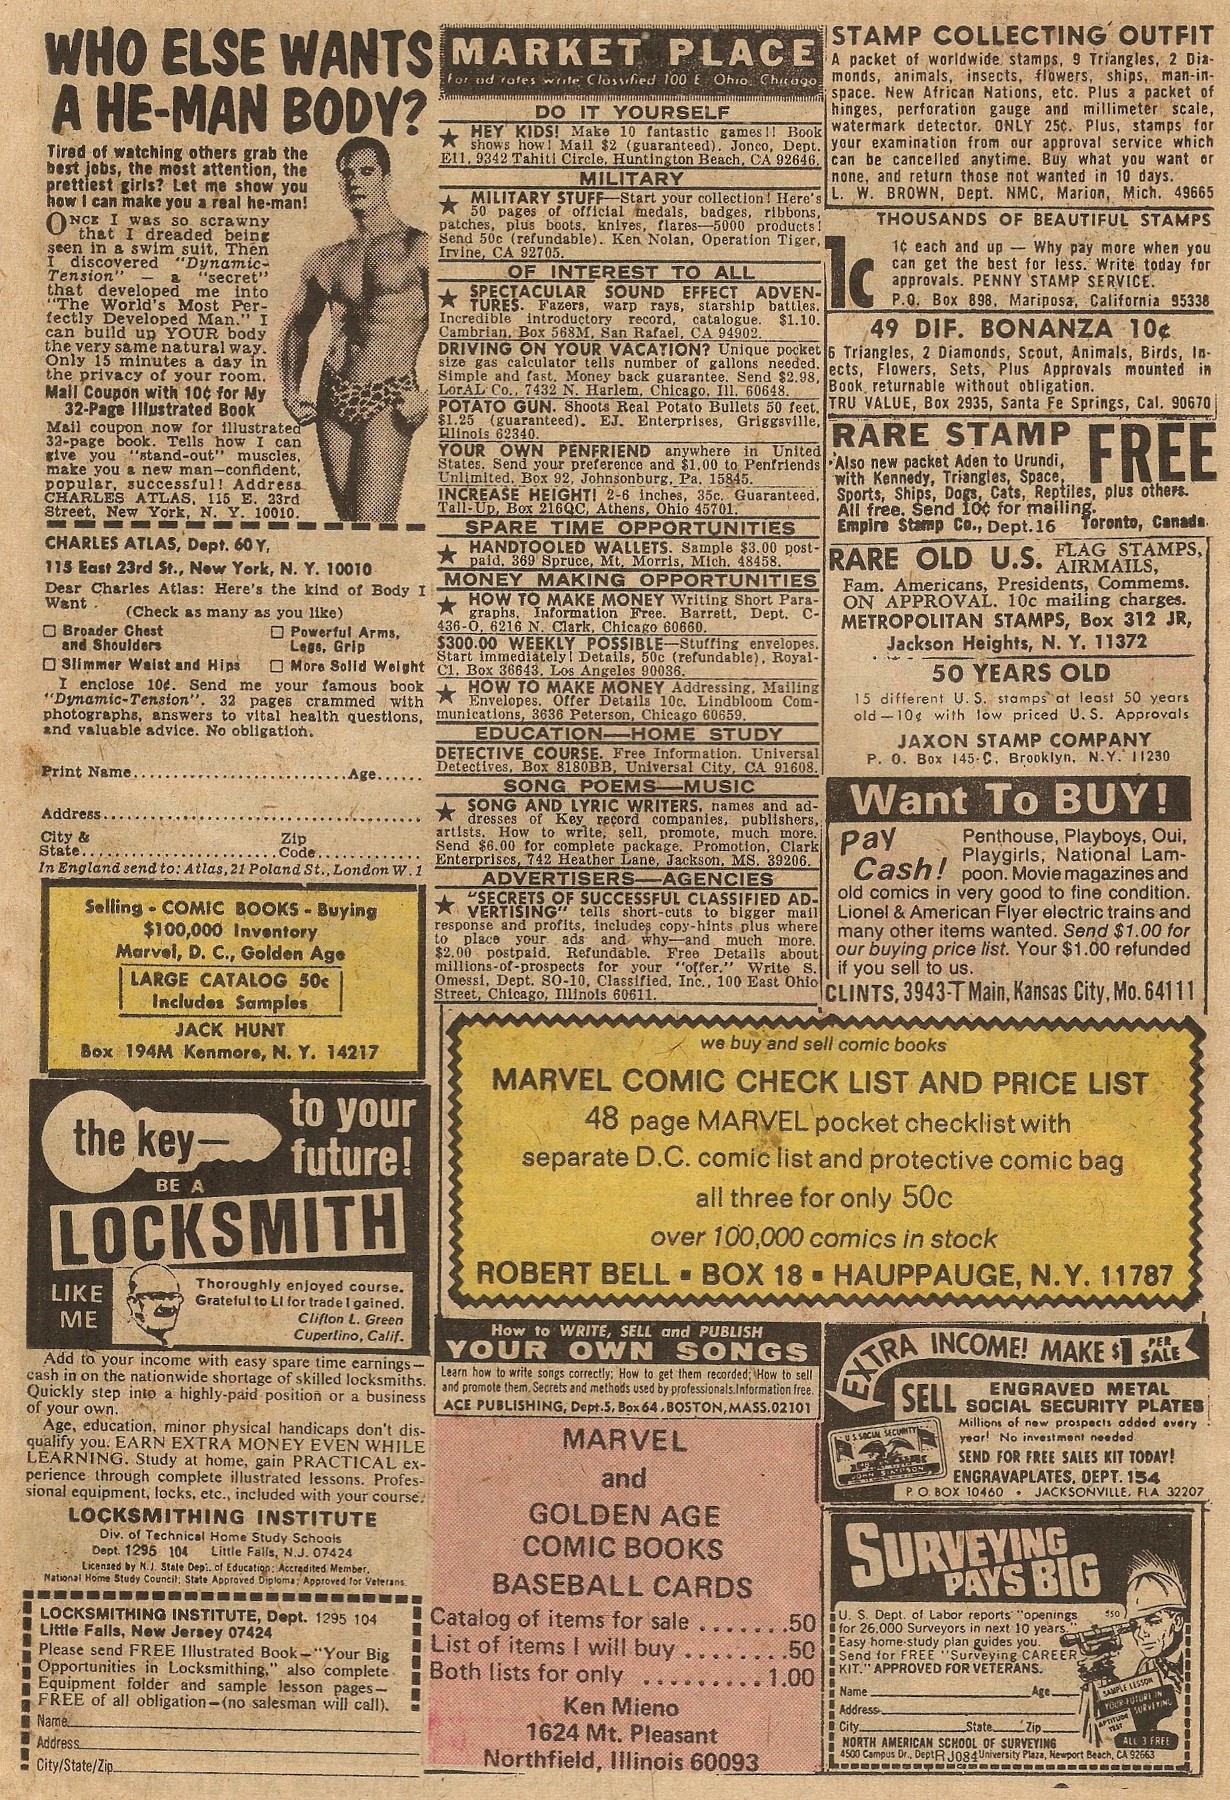 WHO ELSE WANTS
A HE-MAN BODY?
Tired of watching others grab the
best jobs, the most attention, the
prettiest girls? Let me show you
how I can make you a real he-man!
ONCE I was so scrawny
that I dreaded being
seen in a swim suit. Then
I discovered "Dynamic-
Tension" — a "secret"
that developed me into
"The World's Most Per-
fectly Developed Man." I
can build up YOUR body
the very same natural way.
Only 15 minutes a day in
the privacy of your room.
Mail Coupon with 10¢ for My
32-Page Illustrated Book
Mail coupon now for illustrated
32-page book. Tells how I can
give you "stand-out" muscles,
make you a new man—confident,
popular, successful! Address
CHARLES ATLAS, 115 E. 23rd
Street, New York, N. Y. 10010.
CHARLES ATLAS, Dept. 60Y,
115 East 23rd St., New York, N. Y. 10010
Dear Charles Atlas: Here's the kind of Body I
Want.
(Check as many as you like)
Broader Chest and Shoulders
Powerful Arms, Legs, Grip
Slimmer Waist and Hips
More Solid Weight
I enclose 10¢. Send me your famous book
"Dynamic-Tension". 32 pages crammed with
photographs, answers to vital health questions,
and valuable advice. No obligation.
Print Name..........................Age......
Address.......................................
City & State.................. Zip Code.............
In England send to: Atlas, 21 Poland St., London W. 1
Selling - COMIC BOOKS - Buying
$100,000 Inventory
Marvel, D. C., Golden Age
LARGE CATALOG 50c
Includes Samples
JACK HUNT
Box 194M Kenmore, N. Y. 14217
the key— to your
future!
BE A
LOCKSMITH
LIKE
ME
Thoroughly enjoyed course.
Grateful to LI for trade I gained.
Clifton L. Green
Cupertino, Calif.
Add to your income with easy spare time earnings—
cash in on the nationwide shortage of skilled locksmiths.
Quickly step into a highly-paid position or a business
of your own.
Age, education, minor physical handicaps don't dis-
qualify you. EARN EXTRA MONEY EVEN WHILE
LEARNING. Study at home, gain PRACTICAL ex-
perience through complete illustrated lessons. Profes-
sional equipment, locks, etc., included with your course.
LOCKSMITHING INSTITUTE
Div. of Technical Home Study Schools
Dept. 1295 104 Little Falls, N.J. 07424
Licensed by N.J. State Dept. of Education; Accredited Member,
National Home Study Council; State Approved Diploma; Approved for Veterans.
LOCKSMITHING INSTITUTE, Dept. 1295 104
Little Falls, New Jersey 07424
Please send FREE Illustrated Book—"Your Big
Opportunities in Locksmithing," also complete
Equipment folder and sample lesson pages—
FREE of all obligation—(no salesman will call).
Name
Address
City/State/Zip
MARKET PLACE
For ad rates write Classified 100 E. Ohio, Chicago
DO IT YOURSELF
HEY KIDS! Make 10 fantastic games!! Book
shows how! Mail $2 (guaranteed). Jonco, Dept.
E11, 9342 Tahiti Circle, Huntington Beach, CA 92646.
MILITARY
MILITARY STUFF—Start your collection! Here's
50 pages of official medals, badges, ribbons,
patches, plus boots, knives, flares—5000 products!
Send 50c (refundable). Ken Nolan, Operation Tiger,
Irvine, CA 92705.
OF INTEREST TO ALL
SPECTACULAR SOUND EFFECT ADVEN-
TURES. Fazers, warp rays, starship battles.
Incredible introductory record, catalogue. $1.10.
Cambrian, Box 568M, San Rafael, CA 94902.
DRIVING ON YOUR VACATION? Unique pocket
size gas calculator tells number of gallons needed.
Simple and fast. Money back guarantee. Send $2.98,
LorAL Co., 7432 N. Harlem, Chicago, Ill. 60648.
POTATO GUN. Shoots Real Potato Bullets 50 feet.
$1.25 (guaranteed). EJ. Enterprises, Griggsville,
Illinois 62340.
YOUR OWN PENFRIEND anywhere in United
States. Send your preference and $1.00 to Penfriends
Unlimited, Box 92, Johnsonburg, Pa. 15845.
INCREASE HEIGHT! 2-6 inches, 35c. Guaranteed.
Tall-Up, Box 216QC, Athens, Ohio 45701.
SPARE TIME OPPORTUNITIES
HANDTOOLED WALLETS. Sample $3.00 post-
paid. 369 Spruce, Mt. Morris, Mich. 48458.
MONEY MAKING OPPORTUNITIES
HOW TO MAKE MONEY Writing Short Para-
graphs. Information Free. Barrett, Dept. C-
436-O, 6216 N. Clark, Chicago 60660.
$300.00 WEEKLY POSSIBLE—Stuffing envelopes.
Start immediately! Details, 50c (refundable), Royal-
C1, Box 36643, Los Angeles 90036.
HOW TO MAKE MONEY Addressing, Mailing
Envelopes. Offer Details 10c. Lindbloom Com-
munications, 3636 Peterson, Chicago 60659.
EDUCATION—HOME STUDY
DETECTIVE COURSE. Free Information. Universal
Detectives, Box 8180BB, Universal City, CA 91608.
SONG POEMS—MUSIC
SONG AND LYRIC WRITERS, names and ad-
dresses of Key record companies, publishers,
artists. How to write, sell, promote, much more.
Send $6.00 for complete package. Promotion, Clark
Enterprises, 742 Heather Lane, Jackson, MS. 39206.
ADVERTISERS—AGENCIES
"SECRETS OF SUCCESSFUL CLASSIFIED AD-
VERTISING" tells short-cuts to bigger mail
response and profits, includes copy-hints plus where
to place your ads and why—and much more.
$2.00 postpaid. Refundable. Free Details about
millions-of-prospects for your "offer." Write S.
Omessi, Dept. SO-10, Classified, Inc., 100 East Ohio
Street, Chicago, Illinois 60611.
STAMP COLLECTING OUTFIT
A packet of worldwide stamps, 9 Triangles, 2 Dia-
monds, animals, insects, flowers, ships, man-in-
space. New African Nations, etc. Plus a packet of
hinges, perforation gauge and millimeter scale,
watermark detector. ONLY 25¢. Plus, stamps for
your examination from our approval service which
can be cancelled anytime. Buy what you want or
none, and return those not wanted in 10 days.
L. W. BROWN, Dept. NMC, Marion, Mich. 49665
THOUSANDS OF BEAUTIFUL STAMPS
1c
1¢ each and up — Why pay more when you
can get the best for less. Write today for
approvals. PENNY STAMP SERVICE.
P.O. Box 898, Mariposa, California 95338
49 DIF. BONANZA 10¢
6 Triangles, 2 Diamonds, Scout, Animals, Birds, In-
ects, Flowers, Sets, Plus Approvals mounted in
Book returnable without obligation.
TRU VALUE, Box 2935, Santa Fe Springs, Cal. 90670
RARE STAMP FREE
Also new packet Aden to Urundi,
with Kennedy, Triangles, Space,
Sports, Ships, Dogs, Cats, Reptiles, plus others.
All free. Send 10¢ for mailing.
Empire Stamp Co., Dept. 16 Toronto, Canada
RARE OLD U.S. FLAG STAMPS, AIRMAILS,
Fam. Americans, Presidents, Commems.
ON APPROVAL. 10c mailing charges.
METROPOLITAN STAMPS, Box 312 JR,
Jackson Heights, N. Y. 11372
50 YEARS OLD
15 different U.S. stamps at least 50 years
old—10¢ with low priced U.S. Approvals
JAXON STAMP COMPANY
P. O. Box 145-C, Brooklyn, N.Y. 11230
Want To BUY!
Pay
Cash!
Penthouse, Playboys, Oui,
Playgirls, National Lam-
poon. Movie magazines and
old comics in very good to fine condition.
Lionel & American Flyer electric trains and
many other items wanted. Send $1.00 for
our buying price list. Your $1.00 refunded
if you sell to us.
CLINTS, 3943-T Main, Kansas City, Mo. 64111
we buy and sell comic books
MARVEL COMIC CHECK LIST AND PRICE LIST
48 page MARVEL pocket checklist with
separate D.C. comic list and protective comic bag
all three for only 50c
over 100,000 comics in stock
ROBERT BELL ▪ BOX 18 ▪ HAUPPAUGE, N.Y. 11787
How to WRITE, SELL and PUBLISH
YOUR OWN SONGS
Learn how to write songs correctly; How to get them recorded; How to sell
and promote them. Secrets and methods used by professionals. Information free.
ACE PUBLISHING, Dept. 5, Box 64, BOSTON, MASS. 02101
MARVEL
and
GOLDEN AGE
COMIC BOOKS
BASEBALL CARDS
Catalog of items for sale .......50
List of items I will buy ........50
Both lists for only .........1.00
Ken Mieno
1624 Mt. Pleasant
Northfield, Illinois 60093
EXTRA INCOME! MAKE $1 PER SALE
SELL ENGRAVED METAL
SOCIAL SECURITY PLATES
Millions of new prospects added every
year! No investment needed
SEND FOR FREE SALES KIT TODAY!
ENGRAVAPLATES, DEPT. 154
P.O. BOX 10460 • JACKSONVILLE, FLA 32207
U.S. SOCIAL SECURITY
SURVEYING
PAYS BIG
U. S. Dept. of Labor reports "openings
for 26,000 Surveyors in next 10 years."
Easy home-study plan guides you.
Send for FREE "Surveying CAREER
KIT." APPROVED FOR VETERANS.
Name Age
Address
City State Zip
SAMPLE LESSON
YOUR FUTURE IN SURVEYING
APTITUDE TEST
ALL 3 FREE
NORTH AMERICAN SCHOOL OF SURVEYING
4500 Campus Dr., Dept RJ084 University Plaza, Newport Beach, CA 92663